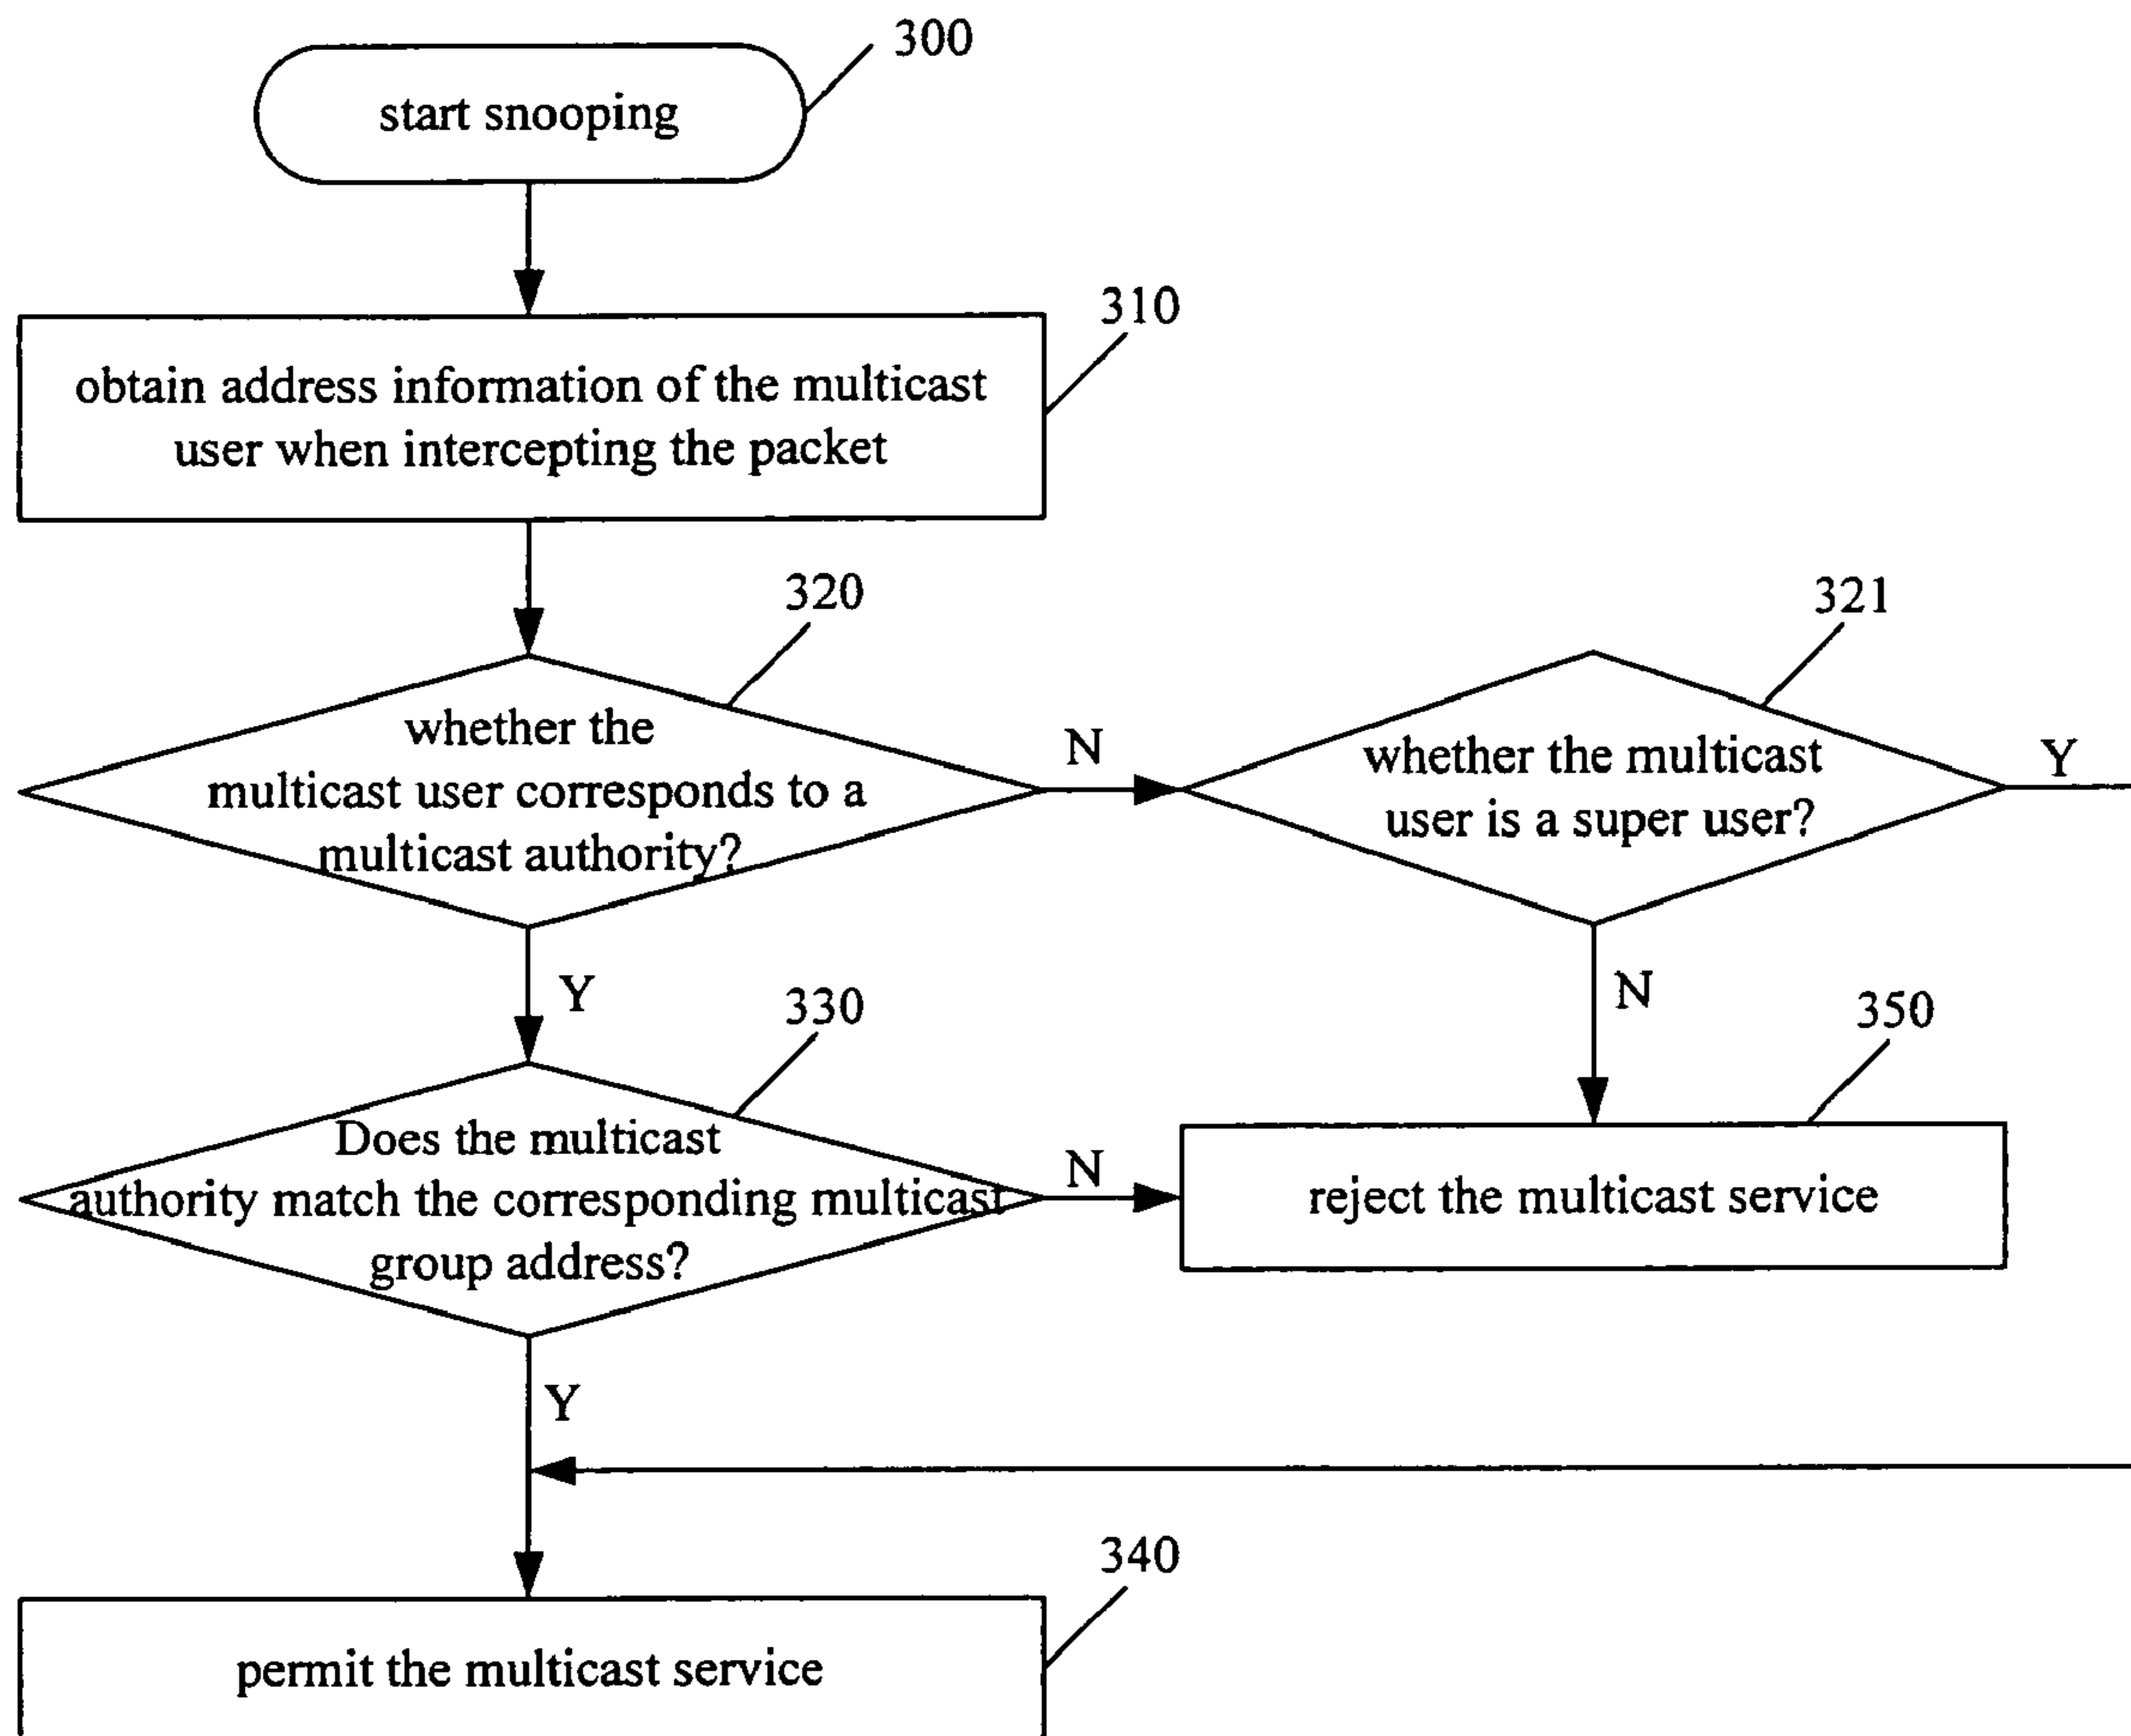 300
start snooping
310
obtain address information of the multicast
user when intercepting the packet
320
321
whether the
multicast user corresponds to a
multicast authority?
N
whether the multicast
user is a super user?
Y
Y
N
330
350
Does the multicast
authority match the corresponding multicast
group address?
N
reject the multicast service
Y
340
permit the multicast service